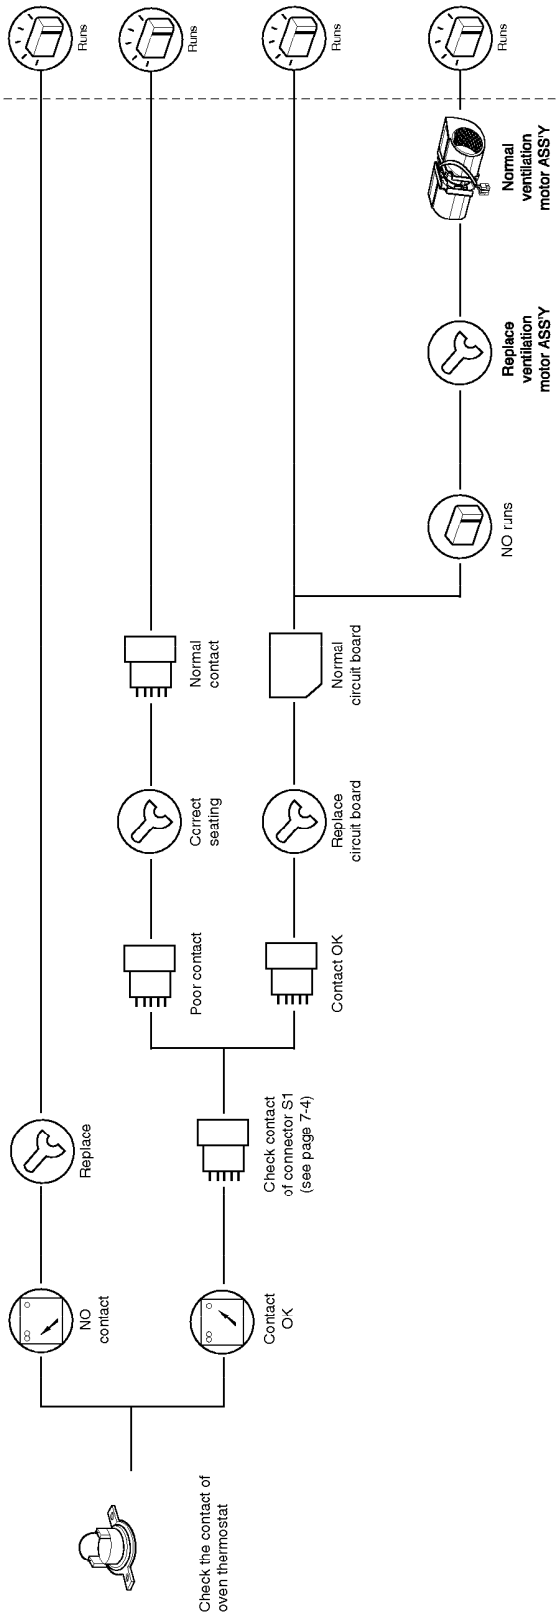 Check the contact of
oven thermostat
NO
contact
Replace
Runs
Contact
OK
Check contact
of connector S1
(see page 7-4)
Poor contact
Ccrrect
seating
Normal
contact
Runs
Contact OK
Replace
circuit board
Normal
circuit board
Runs
NO runs
Replace
ventilation
motor ASS'Y
Normal
ventilation
motor ASS'Y
Runs